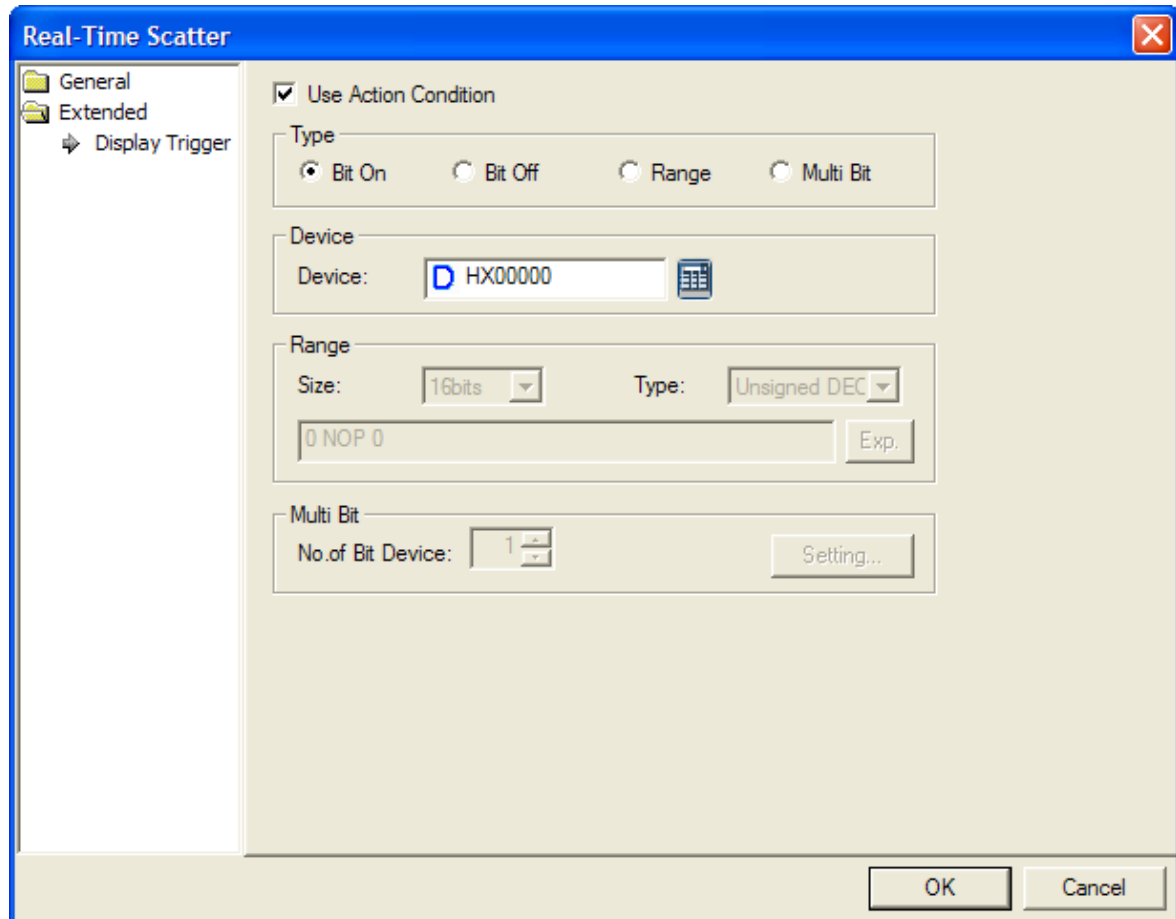 Real-Time Scatter
General
Extended
Display Trigger
Use Action Condition
Type
Bit On Bit Off Range Multi Bit
Device
Device: D HX00000
Range
Size: 16bits Type: Unsigned DEC
0 NOP 0 Exp.
Multi Bit
No.of Bit Device: 1 Setting...
OK Cancel